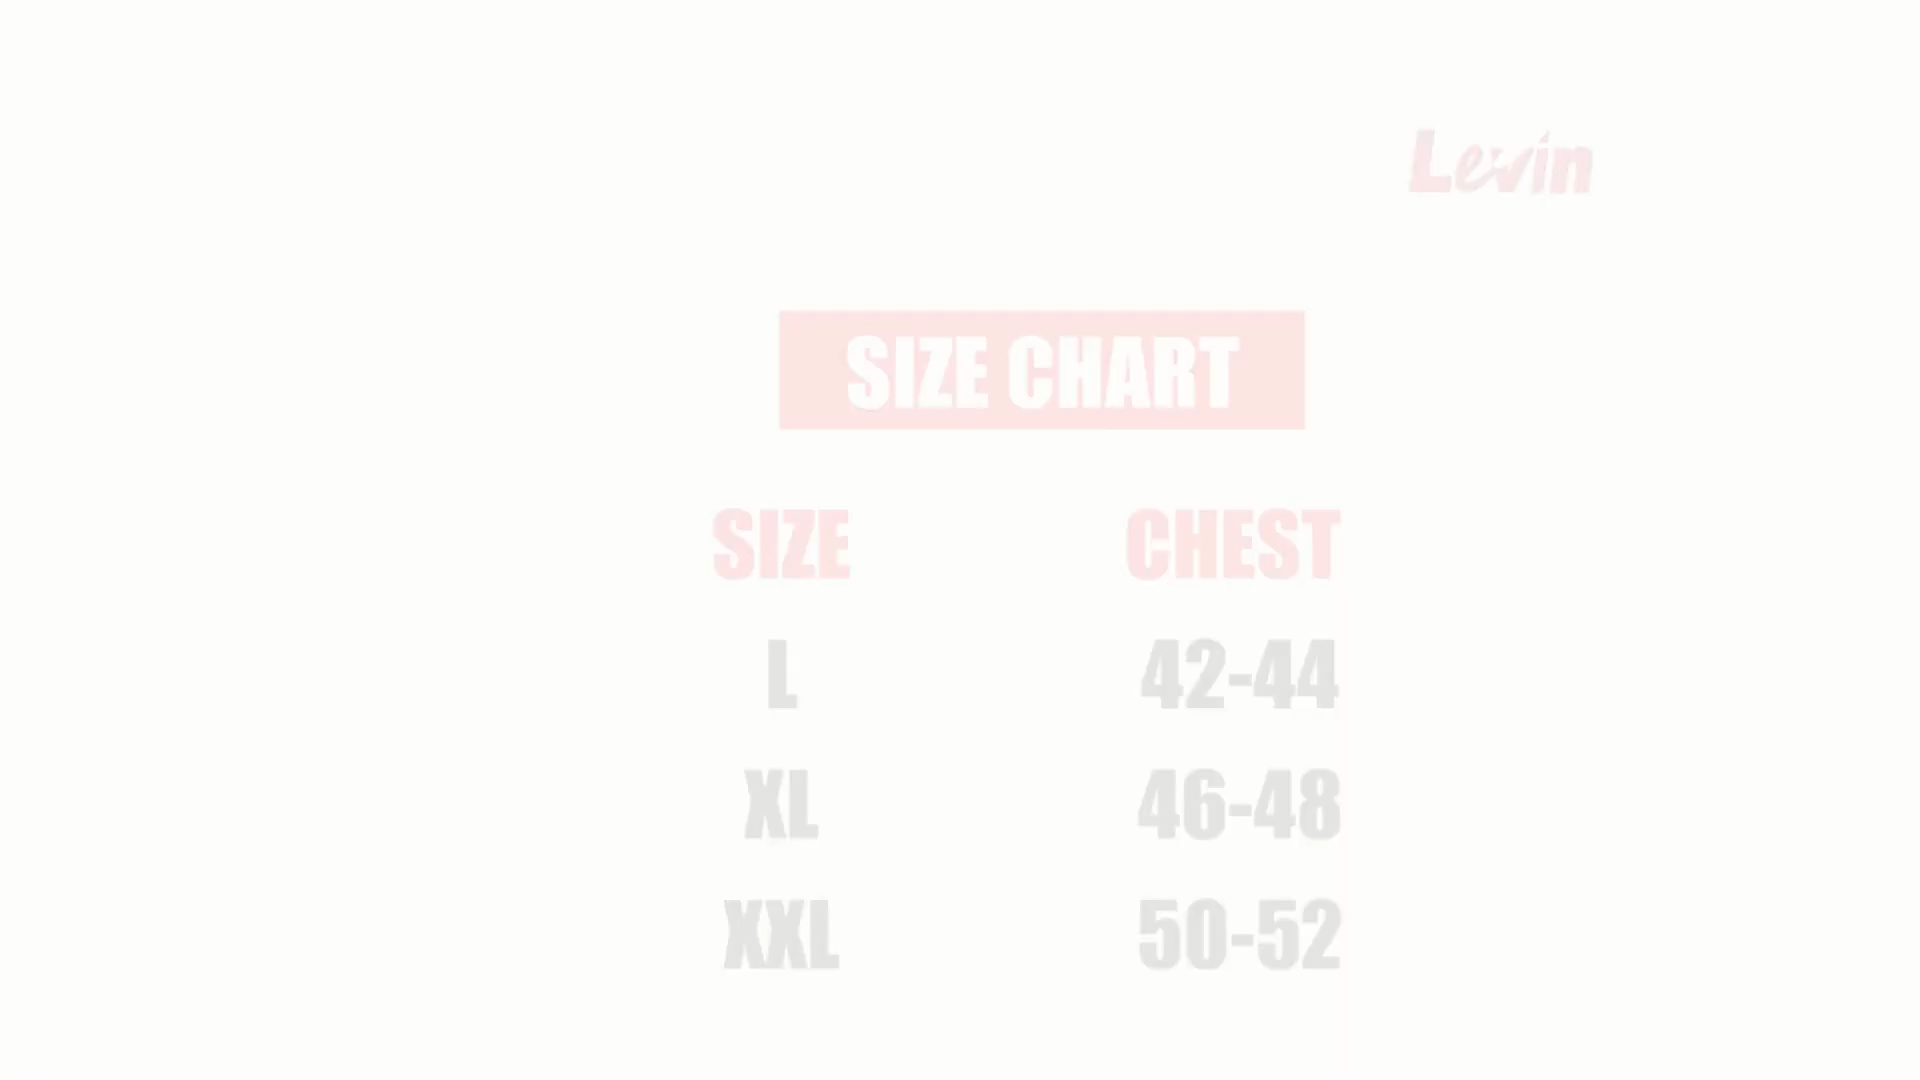 Levin
SIZE CHART
SIZE CHEST
L 42-44
XL 46-48
XXL 50-52